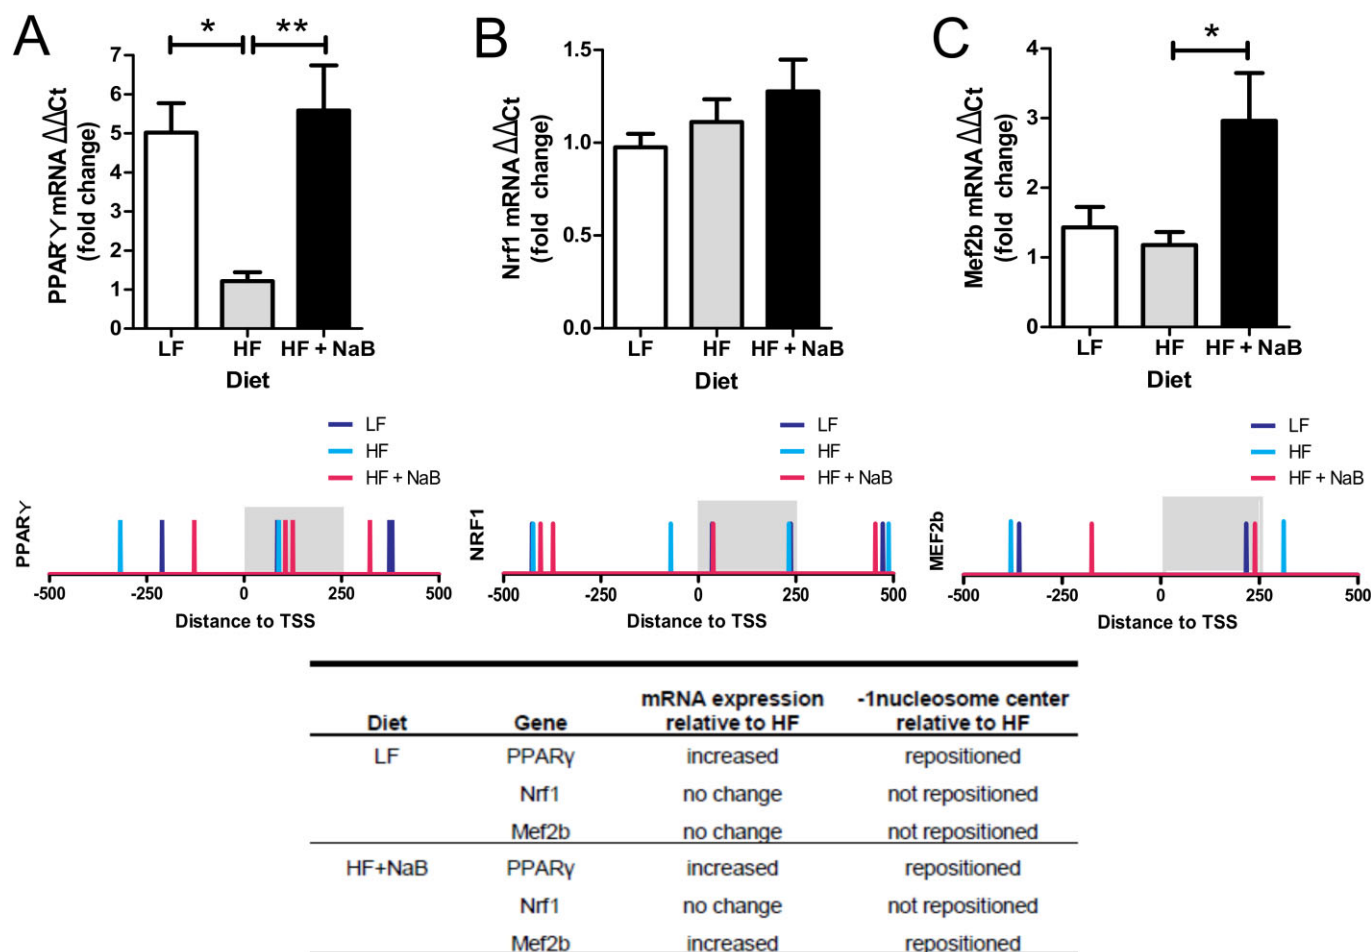 A
*
**
PPARγ mRNA ΔΔCt
(fold change)
7
6
5
4
3
2
1
0
LF HF HF + NaB
Diet
B
Nrf1 mRNA ΔΔCt
(fold change)
1.5
1.0
0.5
0.0
LF HF HF + NaB
Diet
C
*
Mef2b mRNA ΔΔCt
(fold change)
4
3
2
1
0
LF HF HF + NaB
Diet
LF
HF
HF + NaB
PPARγ
-500 -250 0 250 500
Distance to TSS
LF
HF
HF + NaB
NRF1
-500 -250 0 250 500
Distance to TSS
LF
HF
HF + NaB
MEF2b
-500 -250 0 250 500
Distance to TSS
mRNA expression -1nucleosome center
Diet Gene relative to HF relative to HF
LF PPARγ increased repositioned
Nrf1 no change not repositioned
Mef2b no change not repositioned
HF+NaB PPARγ increased repositioned
Nrf1 no change not repositioned
Mef2b increased repositioned